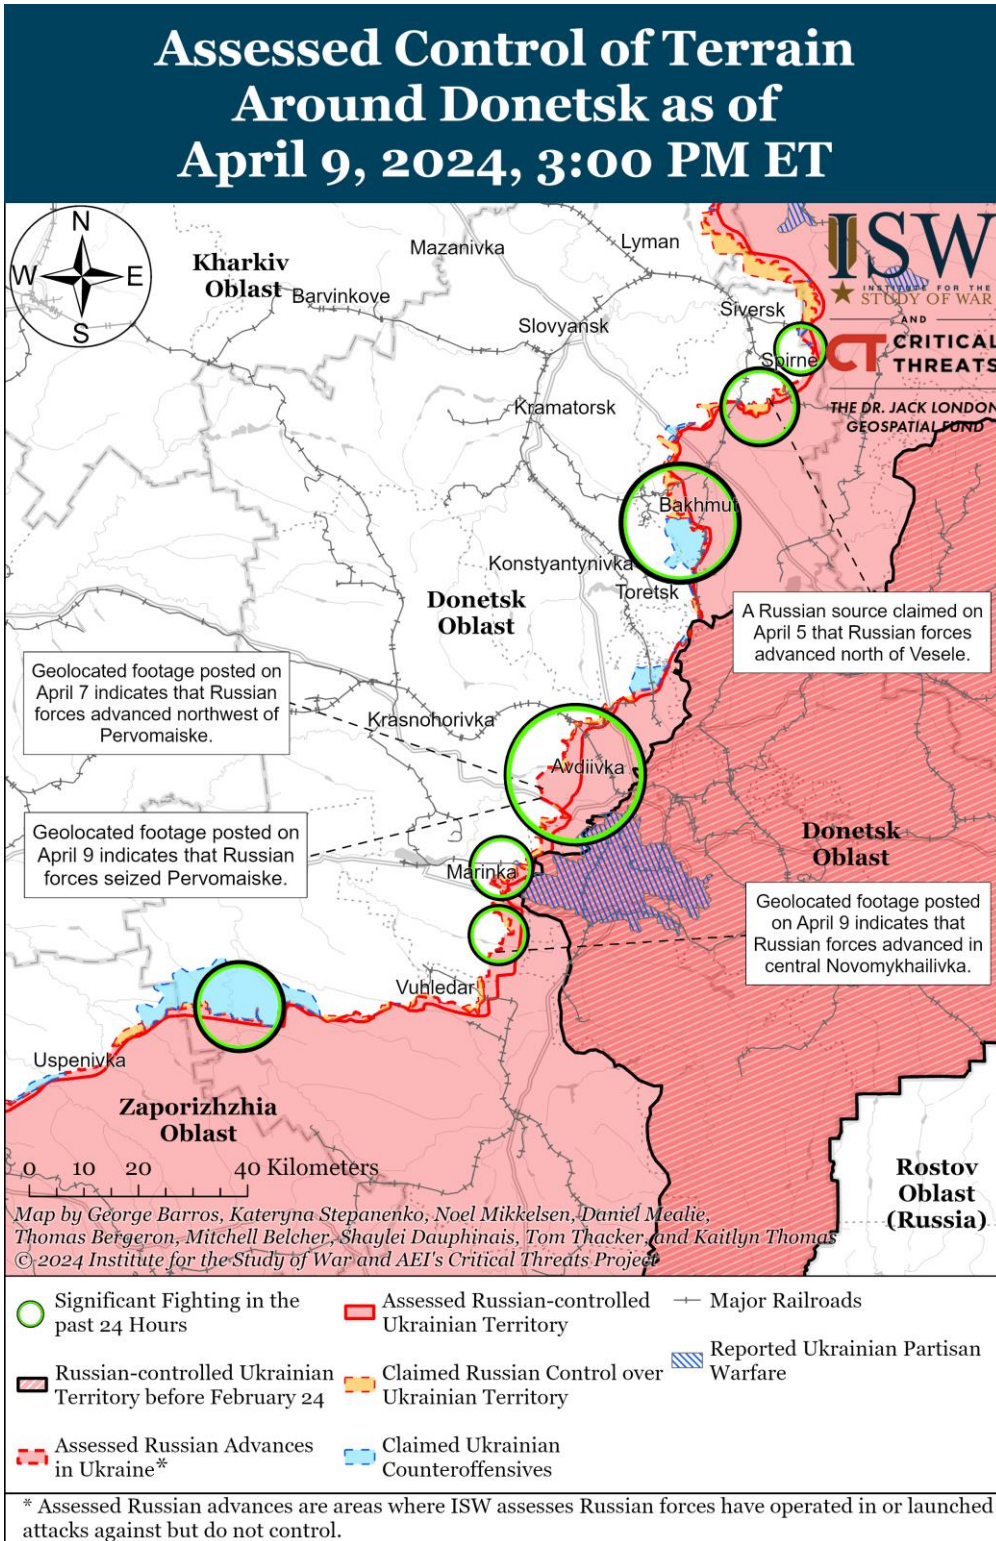 Assessed Control of Terrain
Around Donetsk as of
April 9, 2024, 3:00 PM ET
N
W
E
S
Kharkiv
Oblast
Mazanivka
Lyman
Barvinkove
Siversk
Slovyansk
Spirne
Kramatorsk
ISW
INSTITUTE FOR THE
STUDY OF WAR
AND
CT CRITICAL
THREATS
THE DR. JACK LONDON
GEOSPATIAL FUND
Bakhmut
Konstyantynivka
Toretsk
Donetsk
Oblast
A Russian source claimed on
April 5 that Russian forces
advanced north of Vesele.
Geolocated footage posted on
April 7 indicates that Russian
forces advanced northwest of
Pervomaiske.
Krasnohorivka
Avdiivka
Geolocated footage posted on
April 9 indicates that Russian
forces seized Pervomaiske.
Donetsk
Oblast
Marinka
Geolocated footage posted
on April 9 indicates that
Russian forces advanced in
central Novomykhailivka.
Vuhledar
Uspenivka
Zaporizhzhia
Oblast
Rostov
Oblast
(Russia)
0 10 20 40 Kilometers
Map by George Barros, Kateryna Stepanenko, Noel Mikkelsen, Daniel Mealie,
Thomas Bergeron, Mitchell Belcher, Shaylei Dauphinais, Tom Thacker, and Kaitlyn Thomas
© 2024 Institute for the Study of War and AEI's Critical Threats Project
Significant Fighting in the
past 24 Hours
Russian-controlled Ukrainian
Territory before February 24
Assessed Russian Advances
in Ukraine*
Assessed Russian-controlled
Ukrainian Territory
Claimed Russian Control over
Ukrainian Territory
Claimed Ukrainian
Counteroffensives
Major Railroads
Reported Ukrainian Partisan
Warfare
* Assessed Russian advances are areas where ISW assesses Russian forces have operated in or launched
attacks against but do not control.